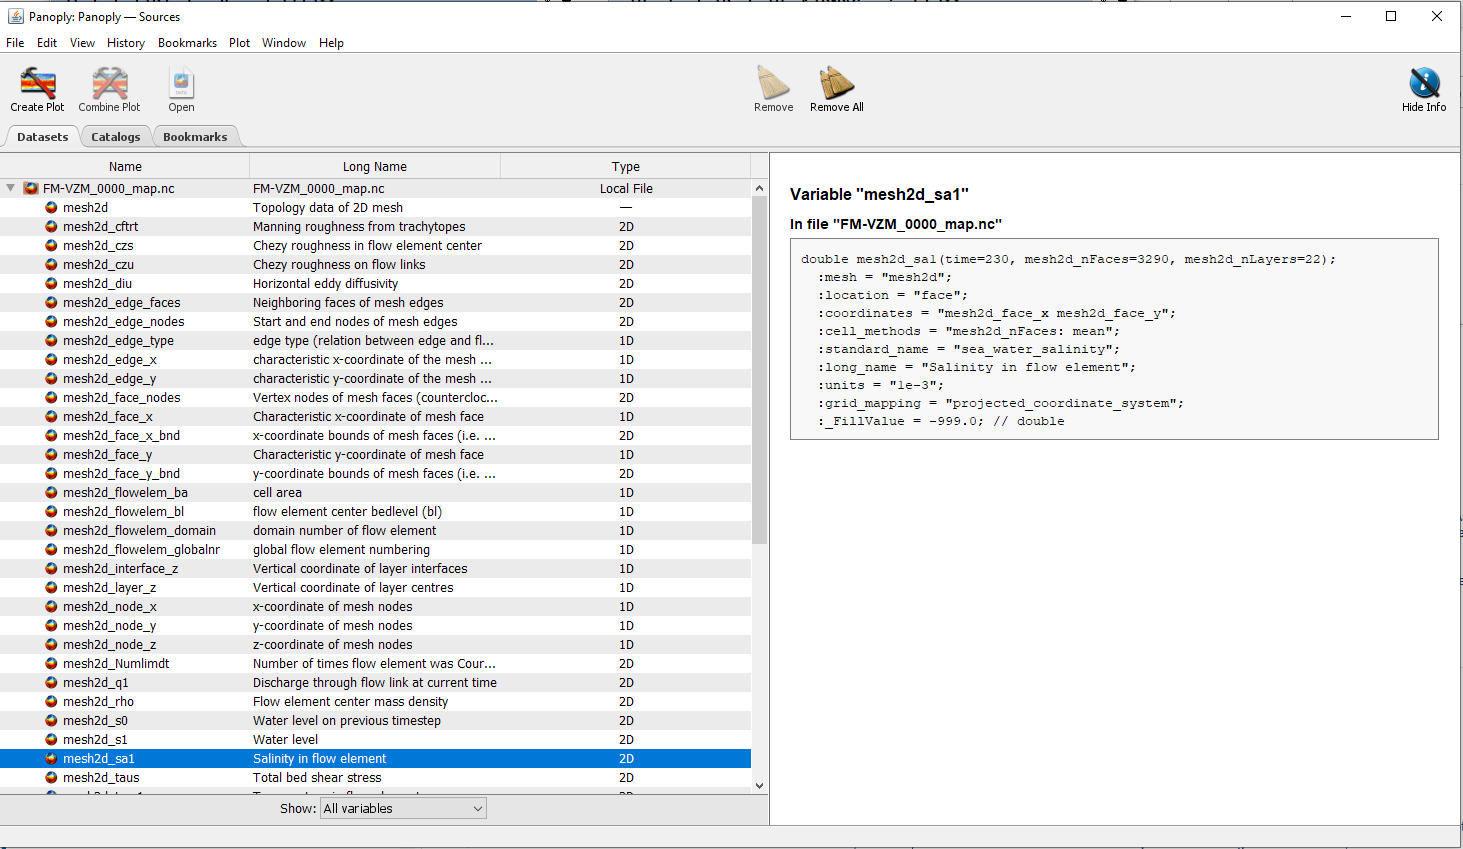 Panoply: Panoply — Sources
File Edit View History Bookmarks Plot Window Help
Create Plot Combine Plot Open Remove Remove All Hide Info
Datasets Catalogs Bookmarks
Name Long Name Type
FM-VZM_0000_map.nc FM-VZM_0000_map.nc Local File
mesh2d Topology data of 2D mesh —
mesh2d_cftrt Manning roughness from trachytopes 2D
mesh2d_czs Chezy roughness in flow element center 2D
mesh2d_czu Chezy roughness on flow links 2D
mesh2d_diu Horizontal eddy diffusivity 2D
mesh2d_edge_faces Neighboring faces of mesh edges 2D
mesh2d_edge_nodes Start and end nodes of mesh edges 2D
mesh2d_edge_type edge type (relation between edge and fl... 1D
mesh2d_edge_x characteristic x-coordinate of the mesh ... 1D
mesh2d_edge_y characteristic y-coordinate of the mesh ... 1D
mesh2d_face_nodes Vertex nodes of mesh faces (countercloc... 2D
mesh2d_face_x Characteristic x-coordinate of mesh face 1D
mesh2d_face_x_bnd x-coordinate bounds of mesh faces (i.e. ... 2D
mesh2d_face_y Characteristic y-coordinate of mesh face 1D
mesh2d_face_y_bnd y-coordinate bounds of mesh faces (i.e. ... 2D
mesh2d_flowelem_ba cell area 1D
mesh2d_flowelem_bl flow element center bedlevel (bl) 1D
mesh2d_flowelem_domain domain number of flow element 1D
mesh2d_flowelem_globalnr global flow element numbering 1D
mesh2d_interface_z Vertical coordinate of layer interfaces 1D
mesh2d_layer_z Vertical coordinate of layer centres 1D
mesh2d_node_x x-coordinate of mesh nodes 1D
mesh2d_node_y y-coordinate of mesh nodes 1D
mesh2d_node_z z-coordinate of mesh nodes 1D
mesh2d_Numlimdt Number of times flow element was Cour... 2D
mesh2d_q1 Discharge through flow link at current time 2D
mesh2d_rho Flow element center mass density 2D
mesh2d_s0 Water level on previous timestep 2D
mesh2d_s1 Water level 2D
mesh2d_sa1 Salinity in flow element 2D
mesh2d_taus Total bed shear stress 2D
Show: All variables
Variable "mesh2d_sa1"
In file "FM-VZM_0000_map.nc"
double mesh2d_sa1(time=230, mesh2d_nFaces=3290, mesh2d_nLayers=22);
:mesh = "mesh2d";
:location = "face";
:coordinates = "mesh2d_face_x mesh2d_face_y";
:cell_methods = "mesh2d_nFaces: mean";
:standard_name = "sea_water_salinity";
:long_name = "Salinity in flow element";
:units = "1e-3";
:grid_mapping = "projected_coordinate_system";
:_FillValue = -999.0; // double